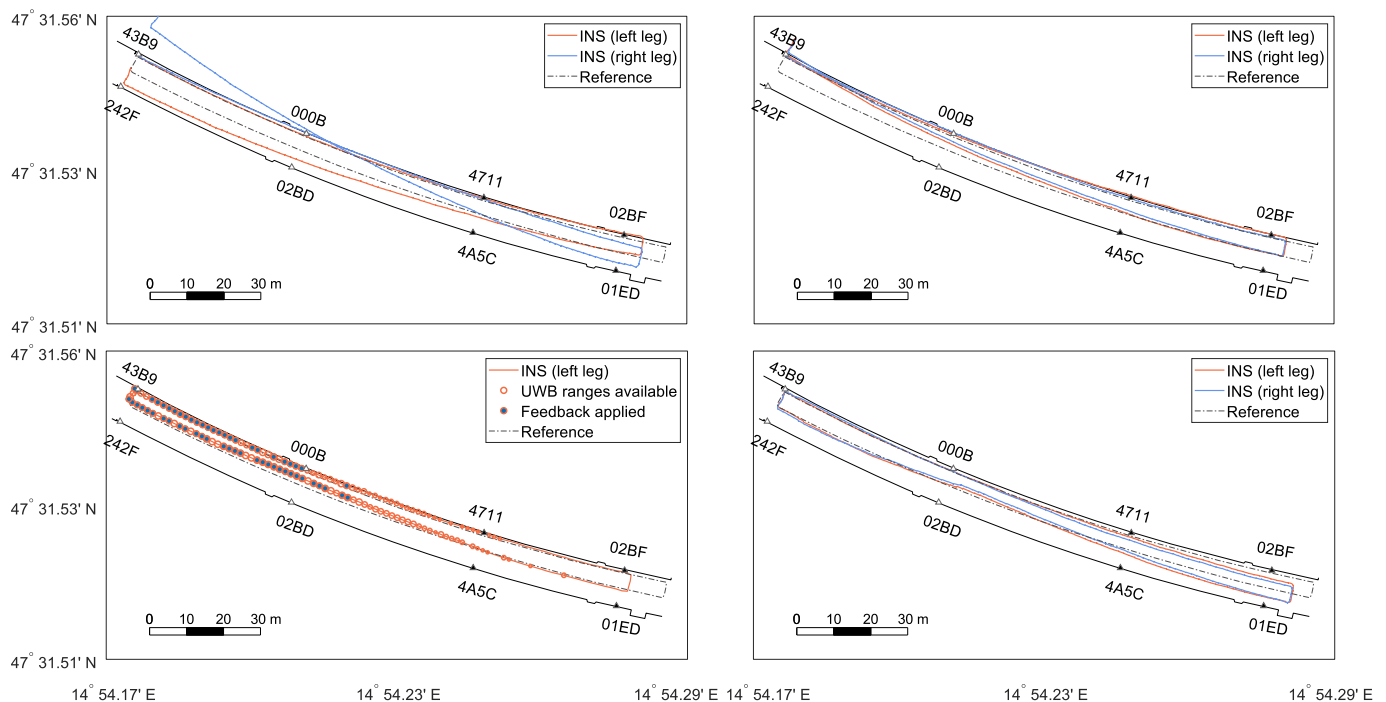 47° 31.56' N
47° 31.53' N
47° 31.51' N
43B9
242F
000B
02BD
4711
4A5C
02BF
01ED
0 10 20 30 m
INS (left leg)
INS (right leg)
Reference
43B9
242F
000B
02BD
4711
4A5C
02BF
01ED
0 10 20 30 m
INS (left leg)
INS (right leg)
Reference
47° 31.56' N
47° 31.53' N
47° 31.51' N
43B9
242F
000B
02BD
4711
4A5C
02BF
01ED
0 10 20 30 m
INS (left leg)
UWB ranges available
Feedback applied
Reference
14° 54.17' E
14° 54.23' E
14° 54.29' E
43B9
242F
000B
02BD
4711
4A5C
02BF
01ED
0 10 20 30 m
INS (left leg)
INS (right leg)
Reference
14° 54.17' E
14° 54.23' E
14° 54.29' E